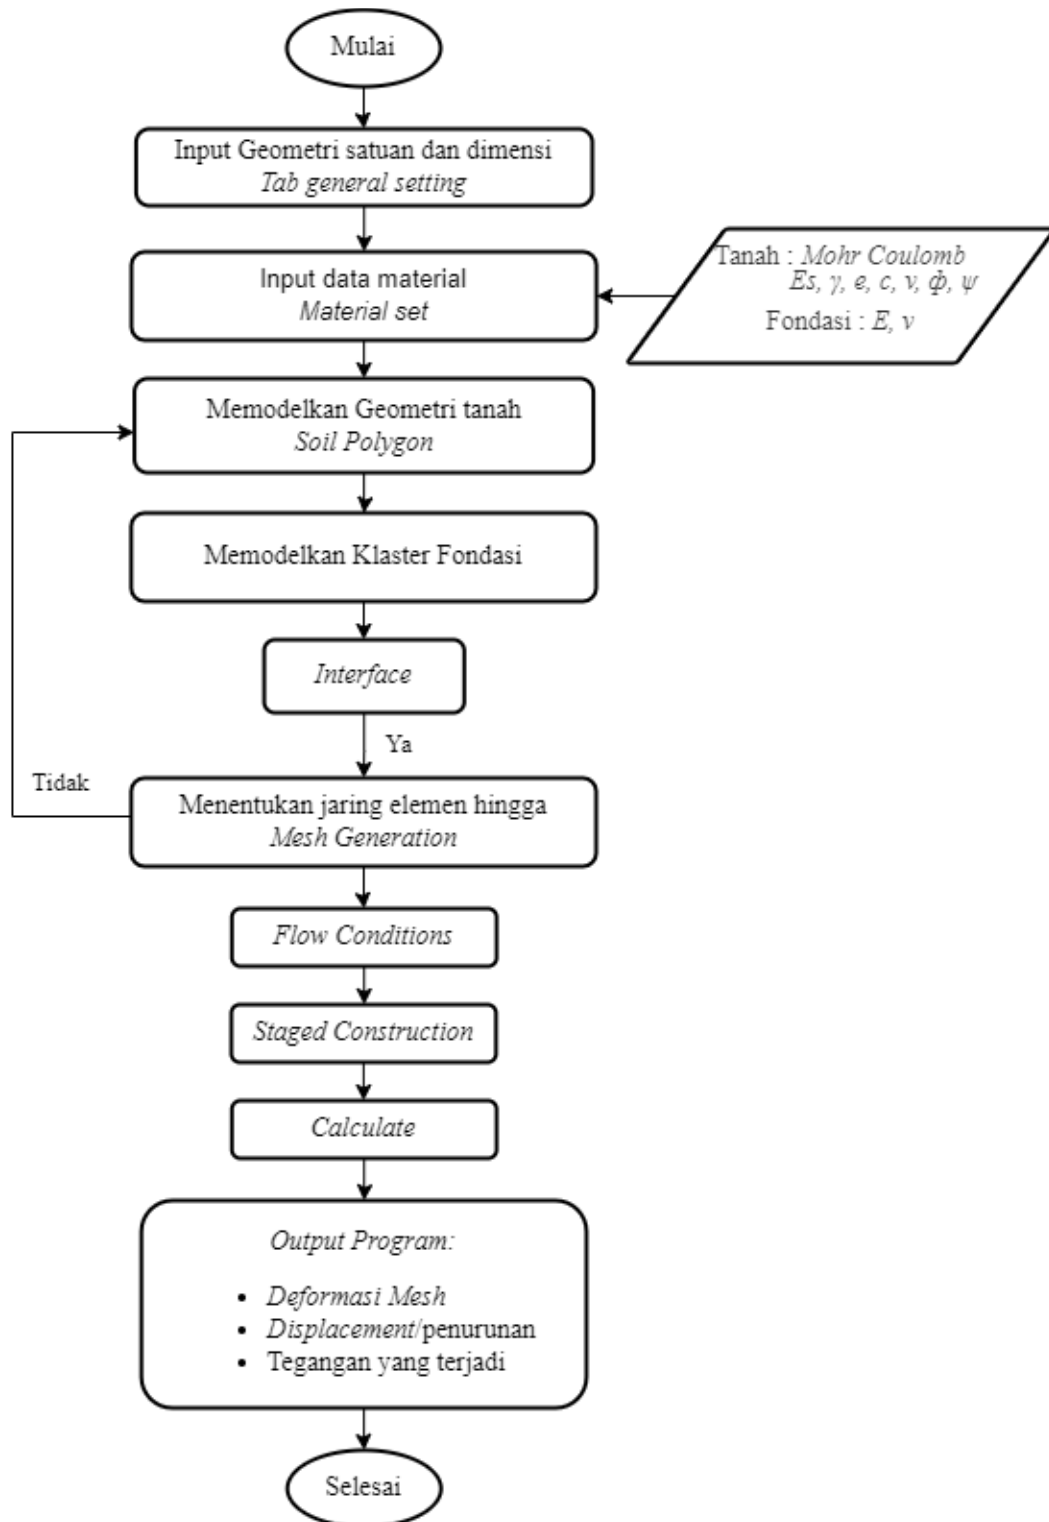 Mulai
Input Geometri satuan dan dimensi
Tab general setting
Input data material
Material set
Tanah : Mohr Coulomb
Es, γ, e, c, v, ф, ψ
Fondasi : E, v
Memodelkan Geometri tanah
Soil Polygon
Memodelkan Klaster Fondasi
Interface
Ya
Tidak
Menentukan jaring elemen hingga
Mesh Generation
Flow Conditions
Staged Construction
Calculate
Output Program:
• Deformasi Mesh
• Displacement/penurunan
• Tegangan yang terjadi
Selesai